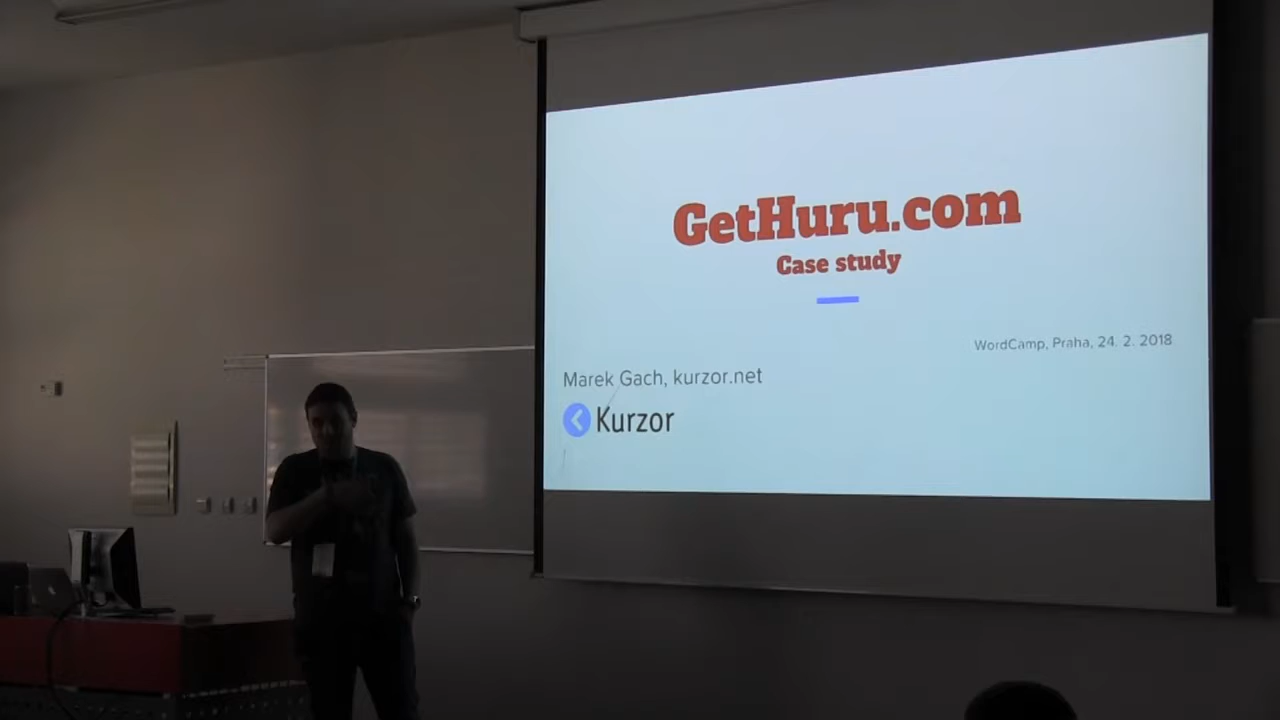 GetHuru.com
Case study
WordCamp, Praha, 24. 2. 2018
Marek Gach, kurzor.net
Kurzor